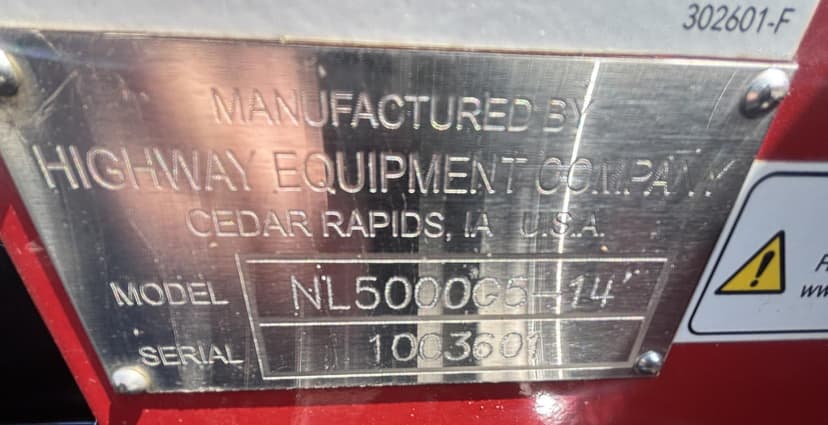 302601-F
MANUFACTURED BY
HIGHWAY EQUIPMENT COMPANY
CEDAR RAPIDS, IA U.S.A.
MODEL NL5000G5-14
SERIAL 1003601